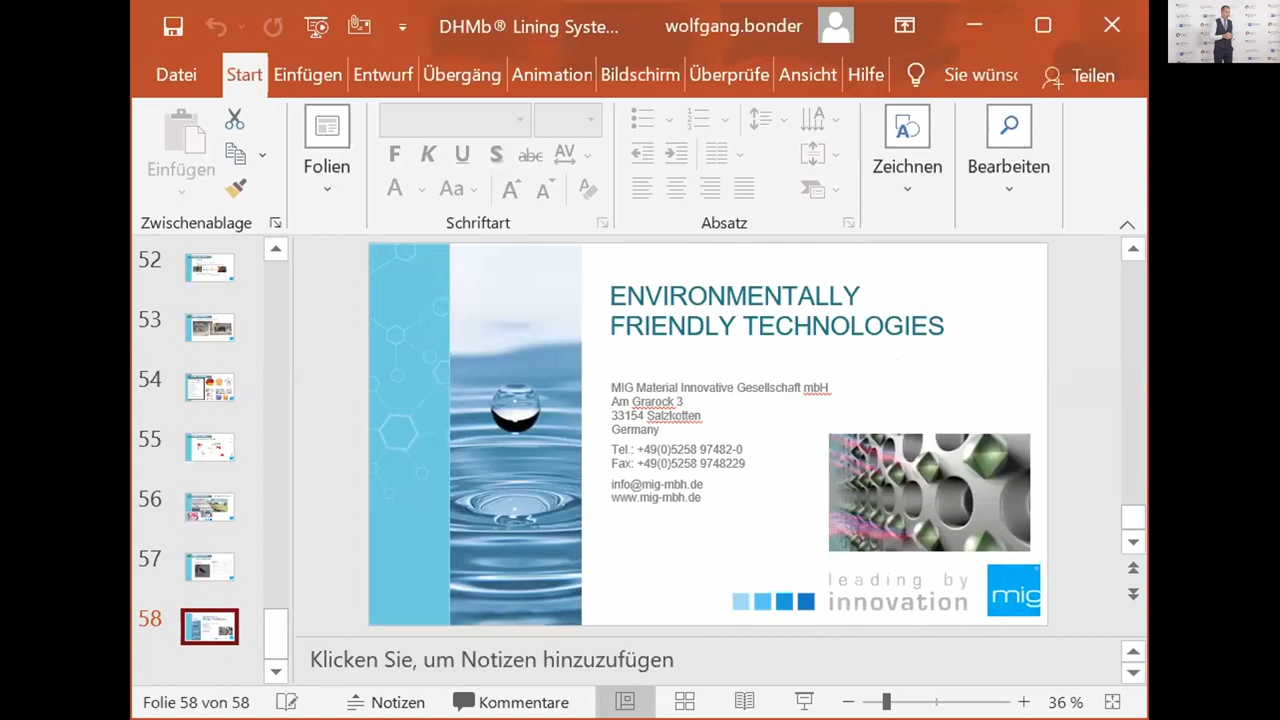 DHMb® Lining Syste...
wolfgang.bonder
Datei
Start
Einfügen
Entwurf
Übergäng
Animation
Bildschirm
Überprüfe
Ansicht
Hilfe
Sie wüns
Teilen
Einfügen
Folien
F K U S abc AV
A Aa A A
Zeichnen
Bearbeiten
Zwischenablage
Schriftart
Absatz
52
53
54
55
56
57
58
ENVIRONMENTALLY
FRIENDLY TECHNOLOGIES
MIG Material Innovative Gesellschaft mbH
Am Grarock 3
33154 Salzkotten
Germany
Tel.: +49(0)5258 97482-0
Fax: +49(0)5258 9748229
info@mig-mbh.de
www.mig-mbh.de
leading by
innovation
mig
Klicken Sie, um Notizen hinzuzufügen
Folie 58 von 58
Notizen
Kommentare
36 %